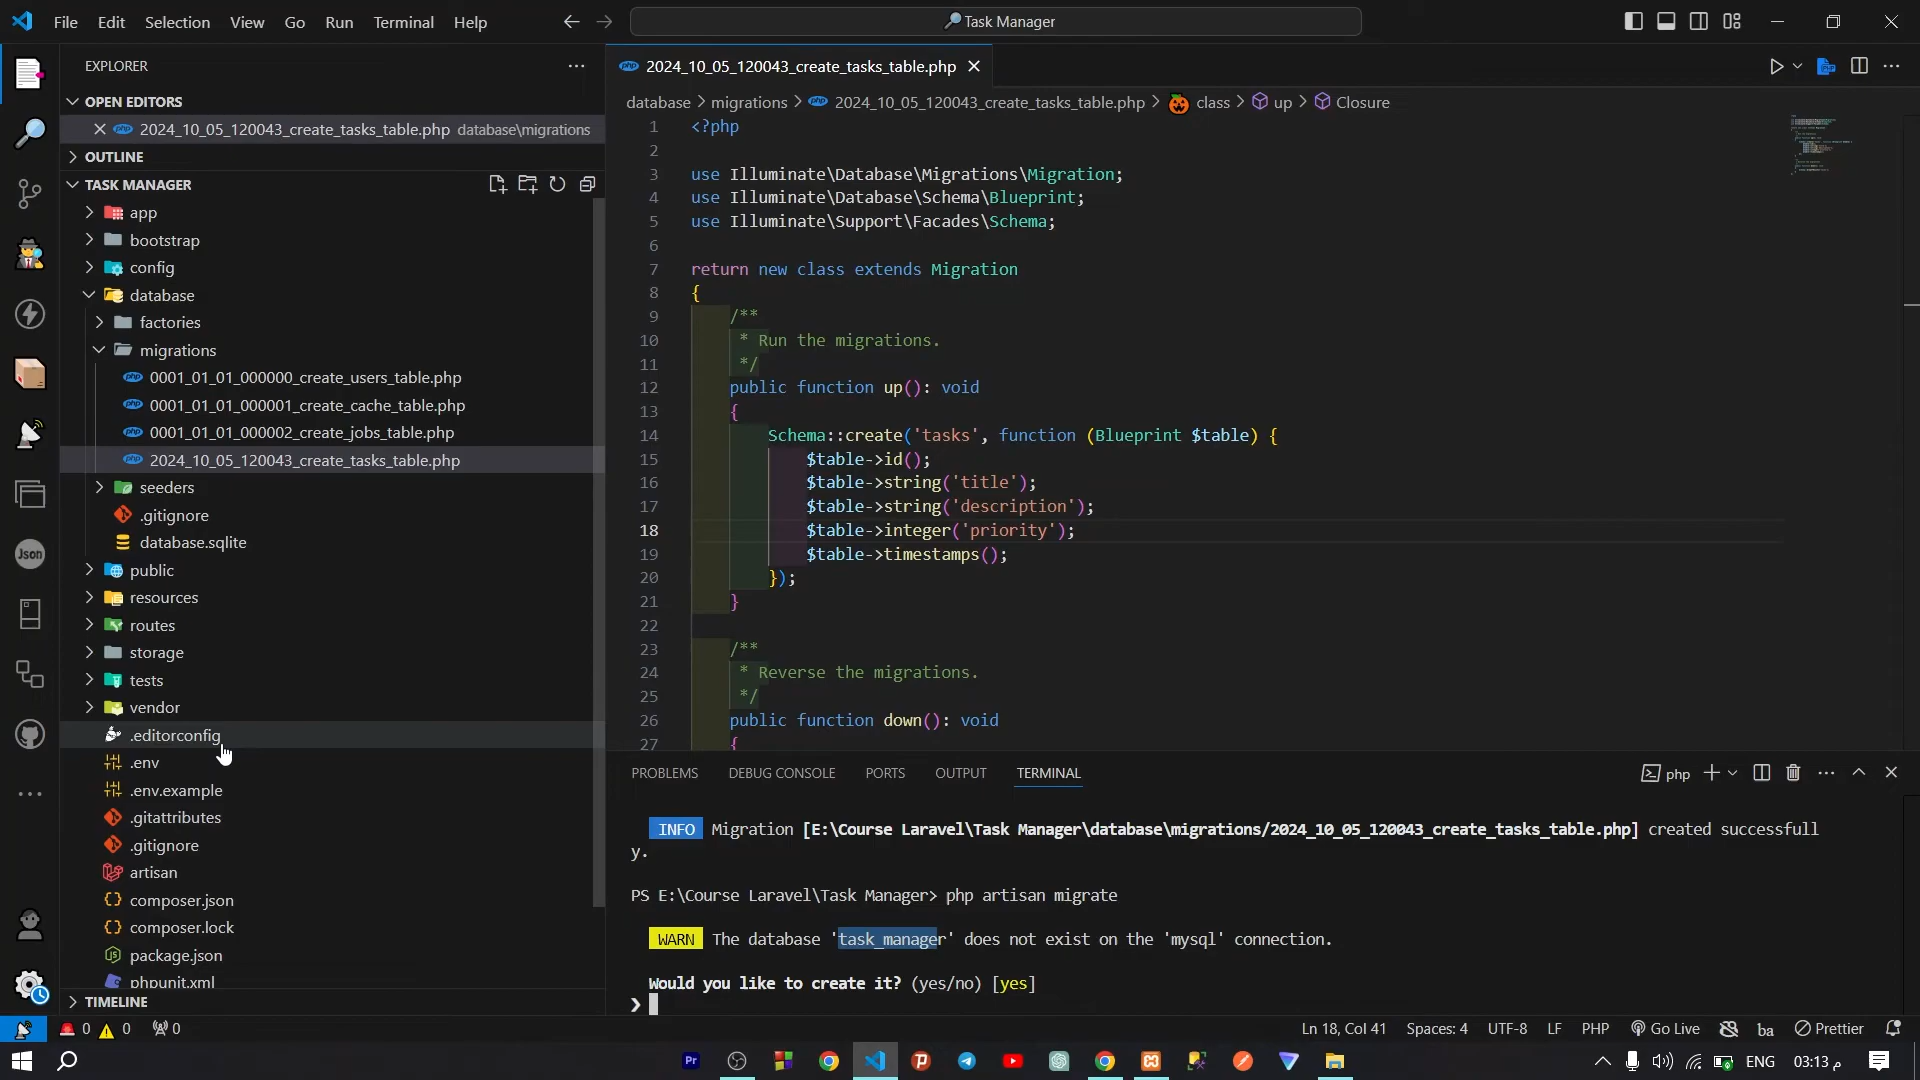 File Edit Selection View Go Run Terminal Help
Task Manager
EXPLORER
OPEN EDITORS
2024_10_05_120043_create_tasks_table.php database\migrations
OUTLINE
TASK MANAGER
app
bootstrap
config
database
factories
migrations
0001_01_01_000000_create_users_table.php
0001_01_01_000001_create_cache_table.php
0001_01_01_000002_create_jobs_table.php
2024_10_05_120043_create_tasks_table.php
seeders
.gitignore
database.sqlite
public
resources
routes
storage
tests
vendor
.editorconfig
.env
.env.example
.gitattributes
.gitignore
artisan
composer.json
composer.lock
package.json
phpunit.xml
TIMELINE
Json
2024_10_05_120043_create_tasks_table.php
database > migrations > 2024_10_05_120043_create_tasks_table.php > class > up > Closure
1 <?php
2
3 use Illuminate\Database\Migrations\Migration;
4 use Illuminate\Database\Schema\Blueprint;
5 use Illuminate\Support\Facades\Schema;
6
7 return new class extends Migration
8 {
9 /**
10 * Run the migrations.
11 */
12 public function up(): void
13 {
14 Schema::create('tasks', function (Blueprint $table) {
15 $table->id();
16 $table->string('title');
17 $table->string('description');
18 $table->integer('priority');
19 $table->timestamps();
20 });
21 }
22
23 /**
24 * Reverse the migrations.
25 */
26 public function down(): void
27 {
PROBLEMS DEBUG CONSOLE PORTS OUTPUT TERMINAL
php
INFO Migration [E:\Course Laravel\Task Manager\database\migrations/2024_10_05_120043_create_tasks_table.php] created successfull
y.
PS E:\Course Laravel\Task Manager> php artisan migrate
WARN The database 'task_manager' does not exist on the 'mysql' connection.
Would you like to create it? (yes/no) [yes]
❯
0 0 0
Ln 18, Col 41 Spaces: 4 UTF-8 LF PHP Go Live ba Prettier
Pr
ENG 03:13 م